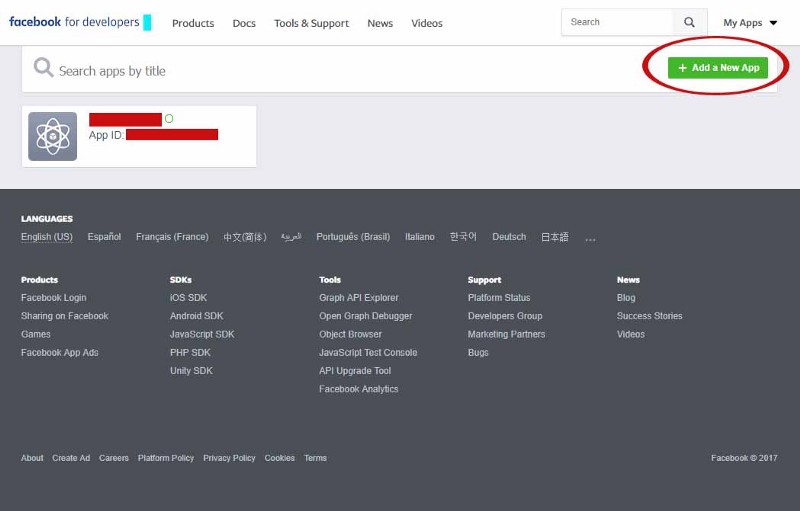 facebook for developers
Products Docs Tools & Support News Videos
Search
My Apps
Search apps by title
+ Add a New App
App ID:
LANGUAGES
English (US) Español Français (France) 中文(简体) العربية Português (Brasil) Italiano 한국어 Deutsch 日本語 ...
Products SDKs Tools Support News
Facebook Login iOS SDK Graph API Explorer Platform Status Blog
Sharing on Facebook Android SDK Open Graph Debugger Developers Group Success Stories
Games JavaScript SDK Object Browser Marketing Partners Videos
Facebook App Ads PHP SDK JavaScript Test Console Bugs
Unity SDK API Upgrade Tool
Facebook Analytics
About Create Ad Careers Platform Policy Privacy Policy Cookies Terms Facebook © 2017